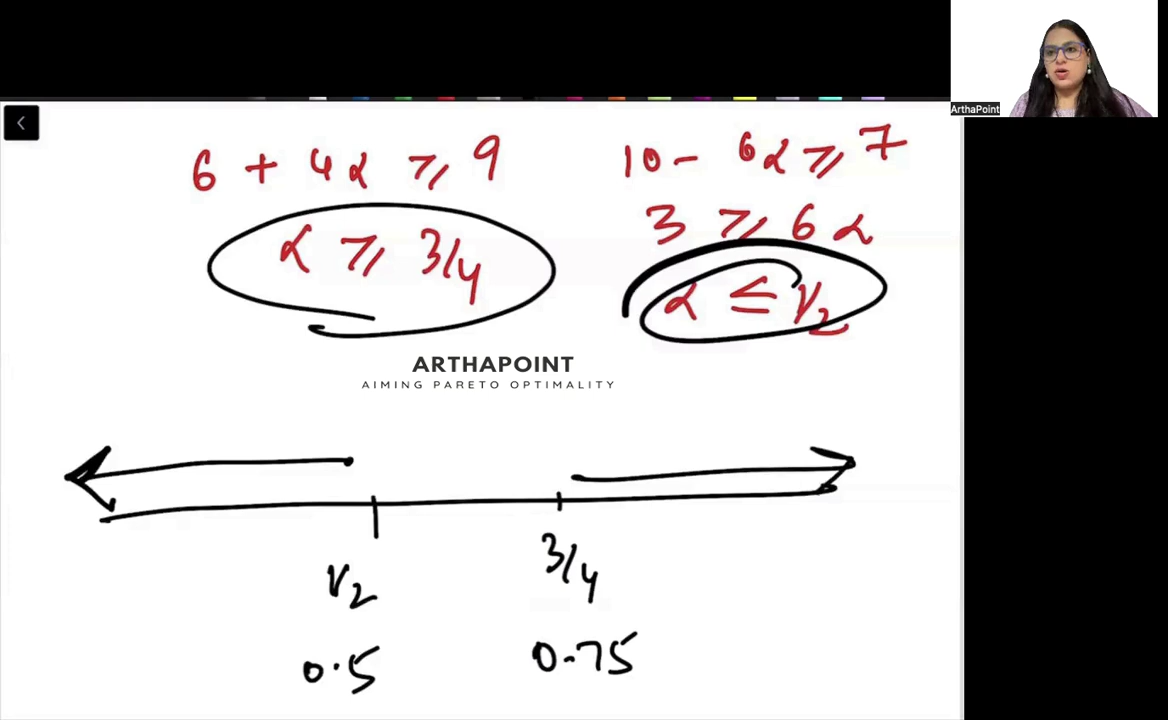 ArthaPoint
6 + 4α ≥ 9
10 - 6α ≥ 7
α ≥ 3/4
3 ≥ 6α
α ≤ 1/2
ARTHAPOINT
AIMING PARETO OPTIMALITY
1/2
3/4
0.5
0.75